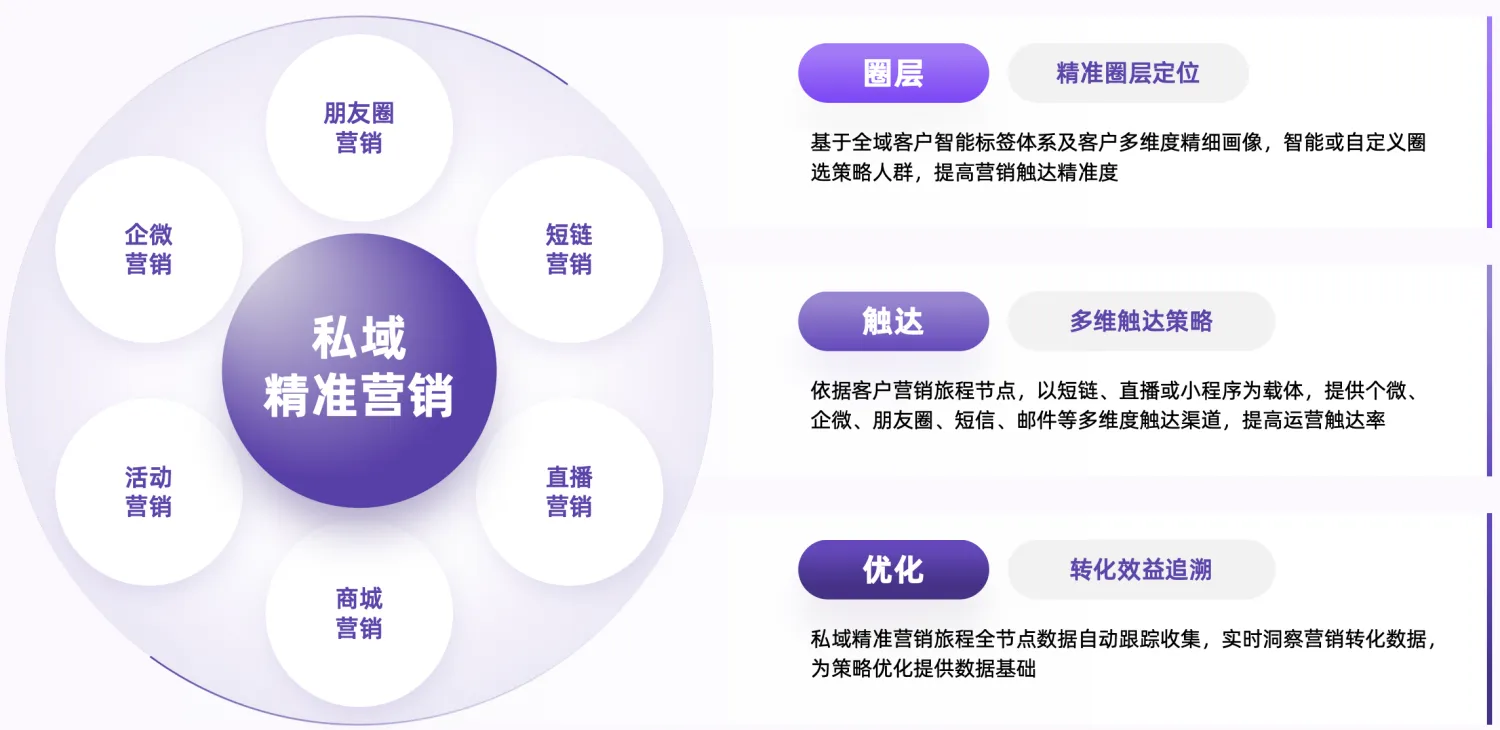 朋友圈
营销
企微
营销
短链
营销
私域
精准营销
活动
营销
直播
营销
商城
营销
圈层
精准圈层定位
基于全域客户智能标签体系及客户多维度精细画像，智能或自定义圈
选策略人群，提高营销触达精准度
触达
多维触达策略
依据客户营销旅程节点，以短链、直播或小程序为载体，提供个微、
企微、朋友圈、短信、邮件等多维度触达渠道，提高运营触达率
优化
转化效益追溯
私域精准营销旅程全节点数据自动跟踪收集，实时洞察营销转化数据，
为策略优化提供数据基础